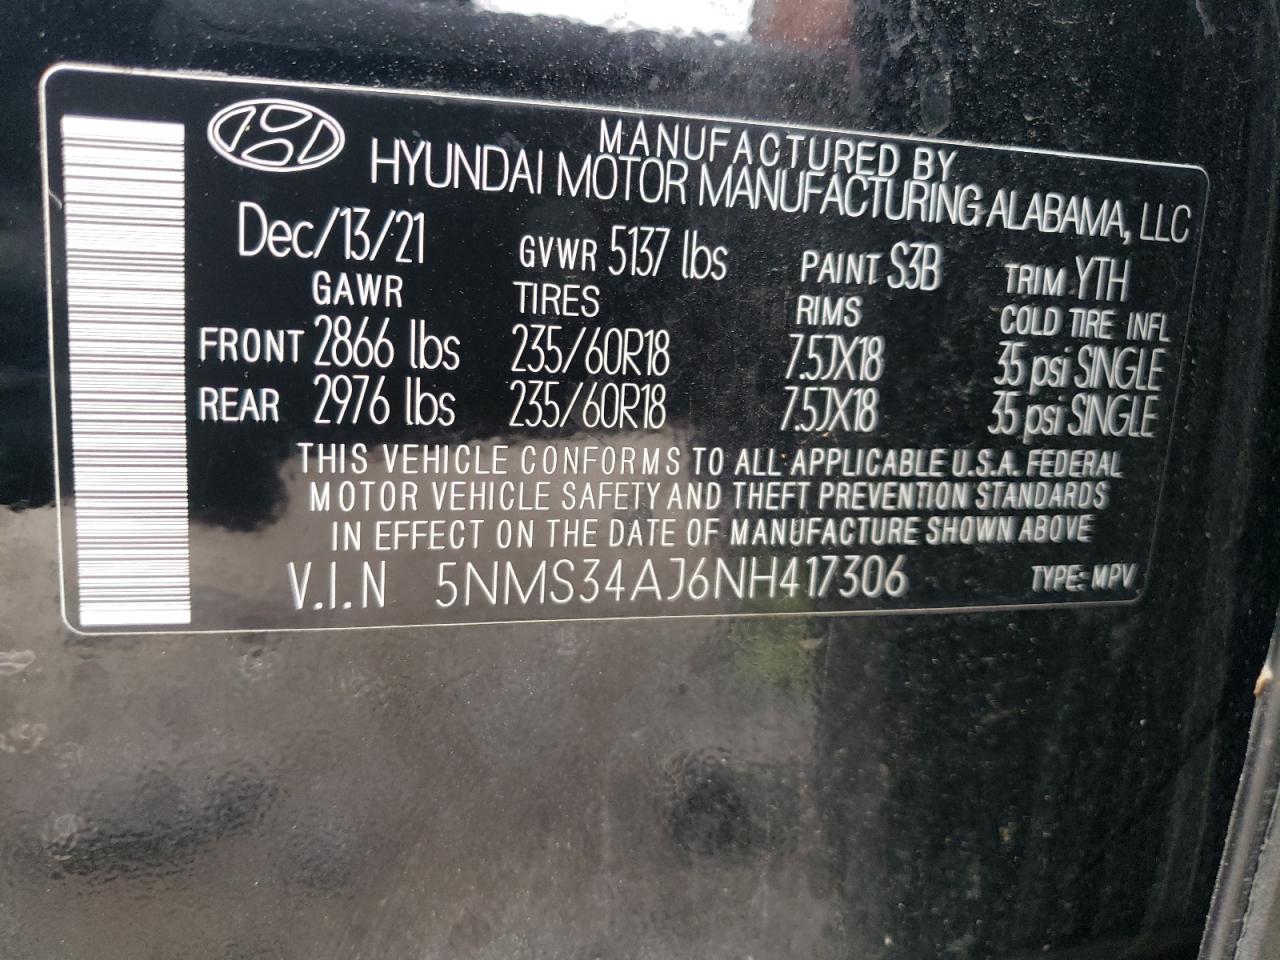 MANUFACTURED BY
HYUNDAI MOTOR MANUFACTURING ALABAMA, LLC
Dec/13/21 GVWR 5137 lbs PAINT S3B TRIM YTH
GAWR TIRES RIMS COLD TIRE INFL
FRONT 2866 lbs 235/60R18 7.5JX18 35 psi SINGLE
REAR 2976 lbs 235/60R18 7.5JX18 35 psi SINGLE
THIS VEHICLE CONFORMS TO ALL APPLICABLE U.S.A. FEDERAL
MOTOR VEHICLE SAFETY AND THEFT PREVENTION STANDARDS
IN EFFECT ON THE DATE OF MANUFACTURE SHOWN ABOVE
V.I.N 5NMS34AJ6NH417306 TYPE: MPV